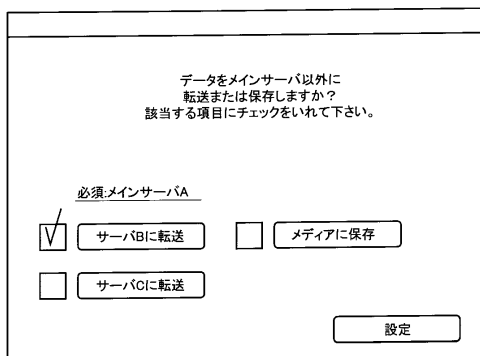 データをメインサーバ以外に
転送または保存しますか?
該当する項目にチェックをいれて下さい。
必須:メインサーバA
サーバBに転送
メディアに保存
サーバCに転送
設定